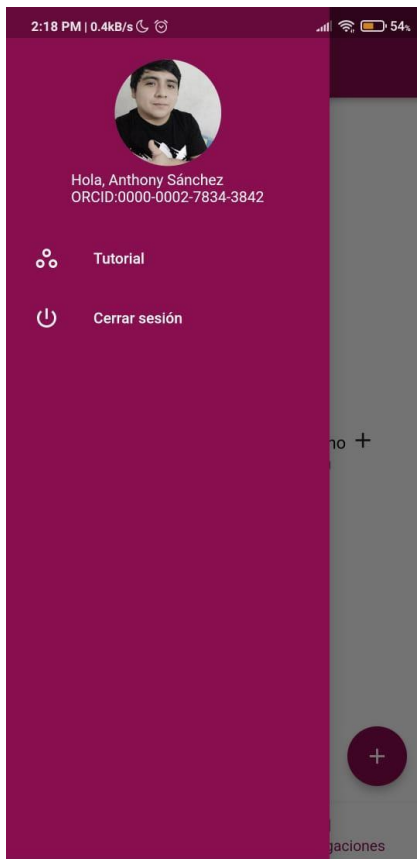 2:18 PM | 0.4kB/s
54%
Hola, Anthony Sánchez
ORCID:0000-0002-7834-3842
Tutorial
Cerrar sesión
no +
+
gaciones